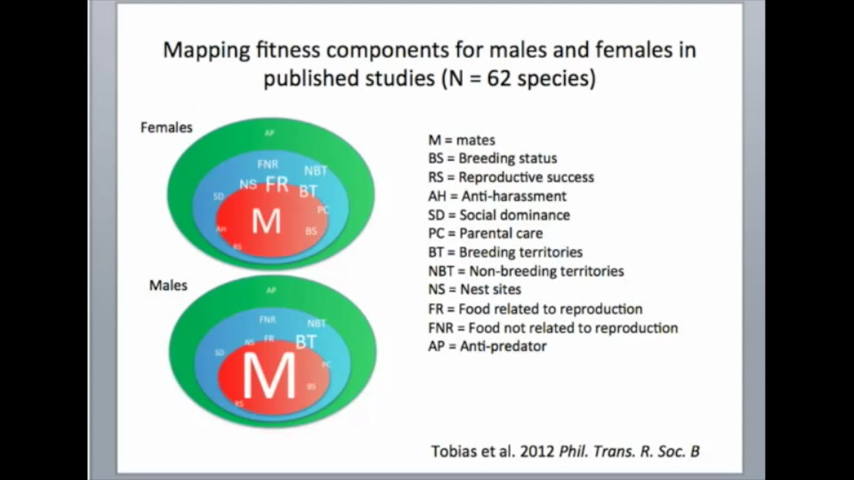 Mapping fitness components for males and females in
published studies (N = 62 species)
Females
AP
FNR
NBT
NS FR BT
SD
PC
M
AH
BS
RS
Males
AP
FNR
NBT
NS FR BT
SD
PC
M
BS
RS
M = mates
BS = Breeding status
RS = Reproductive success
AH = Anti-harassment
SD = Social dominance
PC = Parental care
BT = Breeding territories
NBT = Non-breeding territories
NS = Nest sites
FR = Food related to reproduction
FNR = Food not related to reproduction
AP = Anti-predator
Tobias et al. 2012 Phil. Trans. R. Soc. B